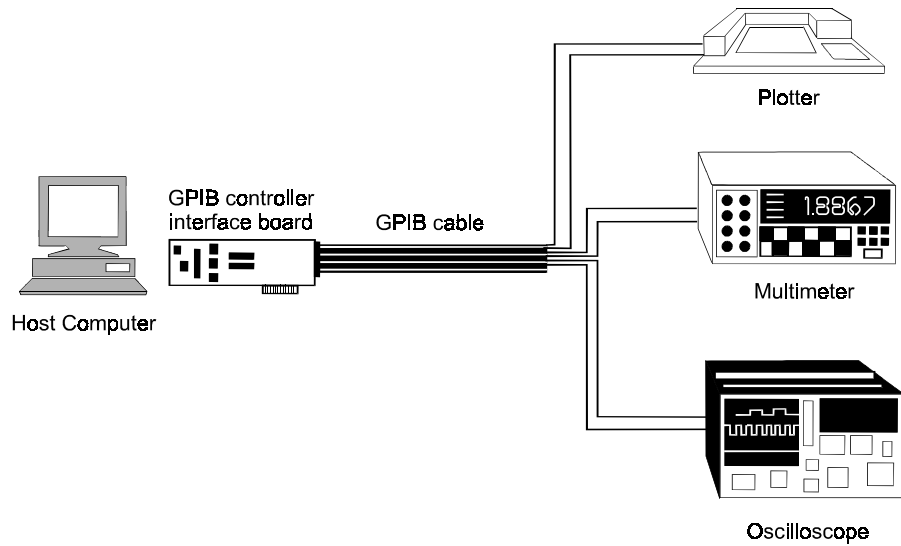 Plotter
GPIB controller
interface board
GPIB cable
1.8867
Multimeter
Host Computer
Oscilloscope